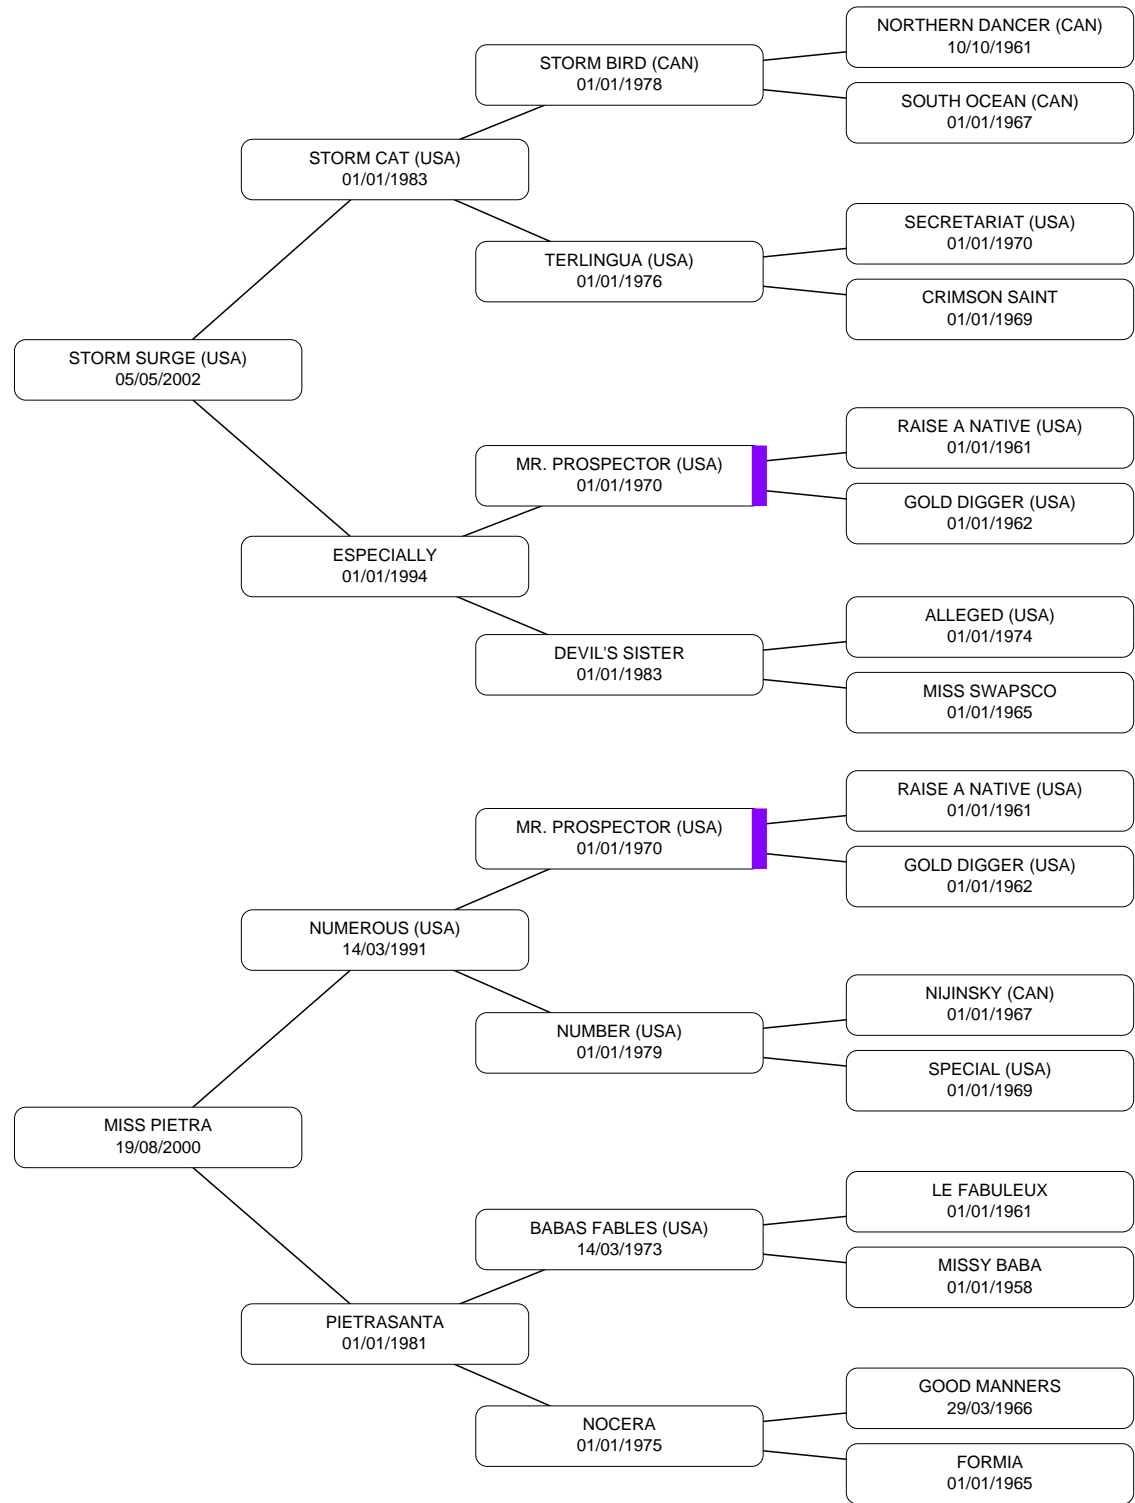 NORTHERN DANCER (CAN)
10/10/1961
STORM BIRD (CAN)
01/01/1978
SOUTH OCEAN (CAN)
01/01/1967
STORM CAT (USA)
01/01/1983
SECRETARIAT (USA)
01/01/1970
TERLINGUA (USA)
01/01/1976
CRIMSON SAINT
01/01/1969
STORM SURGE (USA)
05/05/2002
RAISE A NATIVE (USA)
01/01/1961
MR. PROSPECTOR (USA)
01/01/1970
GOLD DIGGER (USA)
01/01/1962
ESPECIALLY
01/01/1994
ALLEGED (USA)
01/01/1974
DEVIL'S SISTER
01/01/1983
MISS SWAPSCO
01/01/1965
RAISE A NATIVE (USA)
01/01/1961
MR. PROSPECTOR (USA)
01/01/1970
GOLD DIGGER (USA)
01/01/1962
NUMEROUS (USA)
14/03/1991
NIJINSKY (CAN)
01/01/1967
NUMBER (USA)
01/01/1979
SPECIAL (USA)
01/01/1969
MISS PIETRA
19/08/2000
LE FABULEUX
01/01/1961
BABAS FABLES (USA)
14/03/1973
MISSY BABA
01/01/1958
PIETRASANTA
01/01/1981
GOOD MANNERS
29/03/1966
NOCERA
01/01/1975
FORMIA
01/01/1965